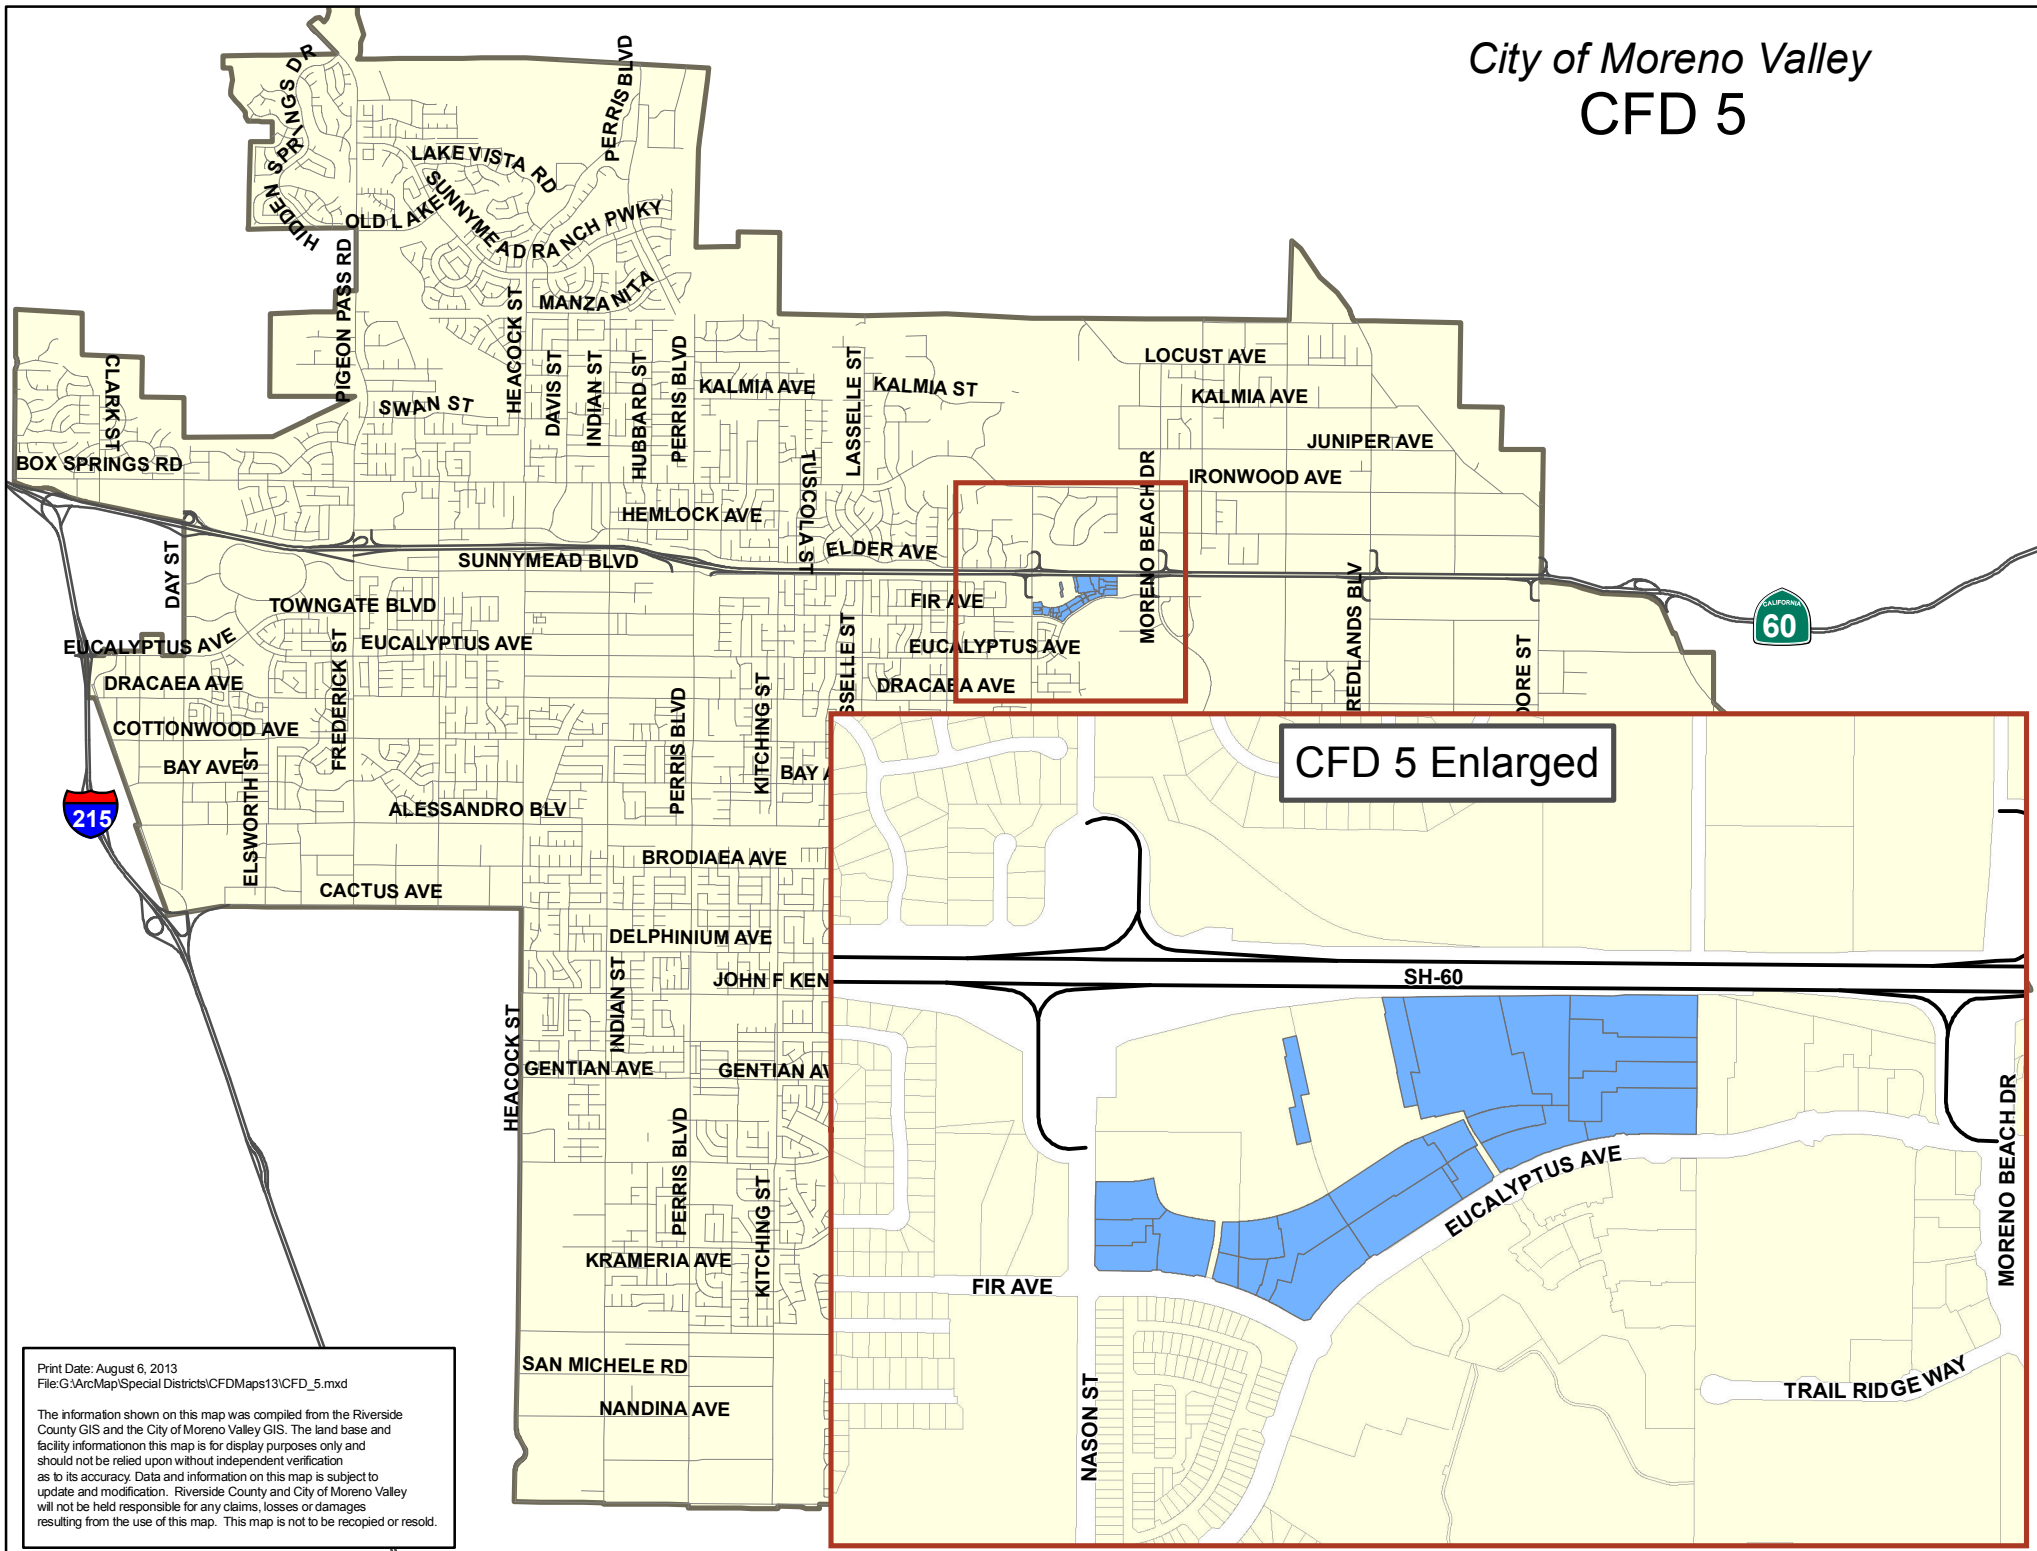 City of Moreno Valley
CFD 5
HIDDEN SPRINGS DR
PERRIS BLVD
LAKE VISTA RD
SUNNYMEAD RANCH PWKY
OLD LAKE
PIGEON PASS RD
MANZANITA
HEACOCK ST
DAVIS ST
INDIAN ST
HUBBARD ST
PERRIS BLVD
LASSELLE ST
LOCUST AVE
KALMIA AVE
KALMIA ST
KALMIA AVE
CLARK ST
SWAN ST
JUNIPER AVE
BOX SPRINGS RD
TUSCOLA ST
MORENO BEACH DR
IRONWOOD AVE
HEMLOCK AVE
ELDER AVE
DAY ST
SUNNYMEAD BLVD
TOWNGATE BLVD
FIR AVE
REDLANDS BLV
CALIFORNIA
60
EUCALYPTUS AVE
EUCALYPTUS AVE
EUCALYPTUS AVE
FREDERICK ST
SSELLE ST
OORE ST
DRACAEA AVE
DRACAEA AVE
PERRIS BLVD
KITCHING ST
COTTONWOOD AVE
BAY AVE
BAY A
ELSWORTH ST
215
ALESSANDRO BLV
BRODIAEA AVE
CACTUS AVE
DELPHINIUM AVE
INDIAN ST
JOHN F KEN
HEACOCK ST
GENTIAN AVE
GENTIAN AV
PERRIS BLVD
KITCHING ST
KRAMERIA AVE
SAN MICHELE RD
NANDINA AVE
CFD 5 Enlarged
SH-60
EUCALYPTUS AVE
MORENO BEACH DR
FIR AVE
NASON ST
TRAIL RIDGE WAY
Print Date: August 6, 2013
File:G:\ArcMap\Special Districts\CFDMaps13\CFD_5.mxd
The information shown on this map was compiled from the Riverside
County GIS and the City of Moreno Valley GIS. The land base and
facility informationon this map is for display purposes only and
should not be relied upon without independent verification
as to its accuracy. Data and information on this map is subject to
update and modification. Riverside County and City of Moreno Valley
will not be held responsible for any claims, losses or damages
resulting from the use of this map. This map is not to be recopied or resold.